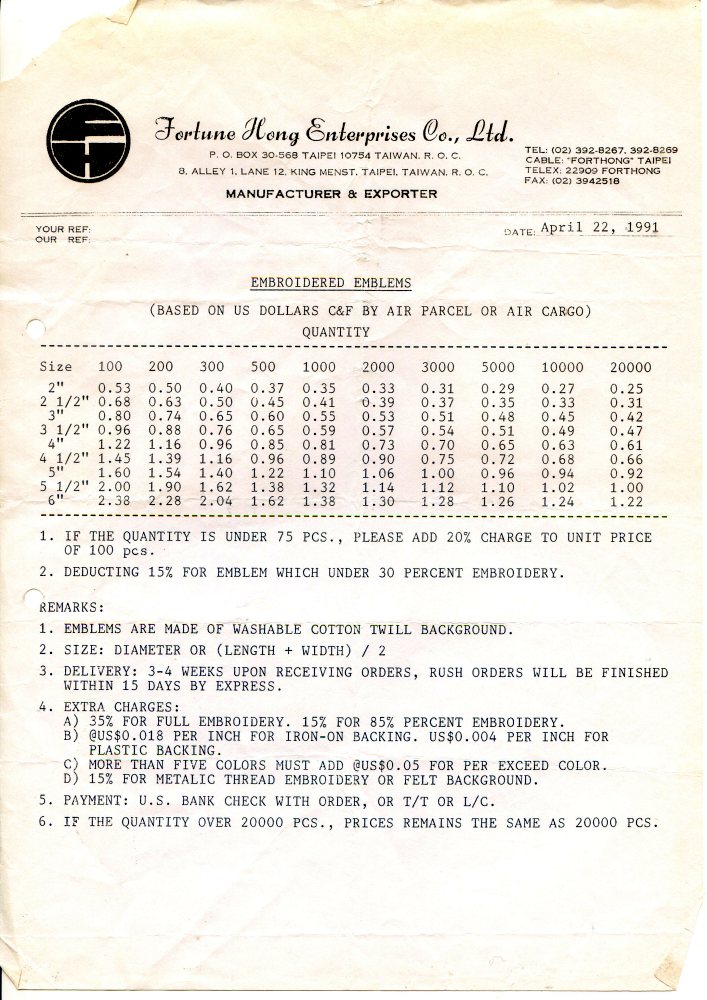 Fortune Hong Enterprises Co., Ltd.
P. O. BOX 30-568 TAIPEI 10754 TAIWAN. R. O. C.
8, ALLEY 1, LANE 12, KING MENST. TAIPEI, TAIWAN, R. O. C.
MANUFACTURER & EXPORTER
TEL: (02) 392-8267. 392-8269
CABLE: "FORTHONG" TAIPEI
TELEX: 22909 FORTHONG
FAX: (02) 3942518
YOUR REF:
OUR REF:
DATE: April 22, 1991
EMBROIDERED EMBLEMS
(BASED ON US DOLLARS C&F BY AIR PARCEL OR AIR CARGO)
QUANTITY
Size 100 200 300 500 1000 2000 3000 5000 10000 20000
2" 0.53 0.50 0.40 0.37 0.35 0.33 0.31 0.29 0.27 0.25
2 1/2" 0.68 0.63 0.50 0.45 0.41 0.39 0.37 0.35 0.33 0.31
3" 0.80 0.74 0.65 0.60 0.55 0.53 0.51 0.48 0.45 0.42
3 1/2" 0.96 0.88 0.76 0.65 0.59 0.57 0.54 0.51 0.49 0.47
4" 1.22 1.16 0.96 0.85 0.81 0.73 0.70 0.65 0.63 0.61
4 1/2" 1.45 1.39 1.16 0.96 0.89 0.90 0.75 0.72 0.68 0.66
5" 1.60 1.54 1.40 1.22 1.10 1.06 1.00 0.96 0.94 0.92
5 1/2" 2.00 1.90 1.62 1.38 1.32 1.14 1.12 1.10 1.02 1.00
6" 2.38 2.28 2.04 1.62 1.38 1.30 1.28 1.26 1.24 1.22
1. IF THE QUANTITY IS UNDER 75 PCS., PLEASE ADD 20% CHARGE TO UNIT PRICE
OF 100 pcs.
2. DEDUCTING 15% FOR EMBLEM WHICH UNDER 30 PERCENT EMBROIDERY.
REMARKS:
1. EMBLEMS ARE MADE OF WASHABLE COTTON TWILL BACKGROUND.
2. SIZE: DIAMETER OR (LENGTH + WIDTH) / 2
3. DELIVERY: 3-4 WEEKS UPON RECEIVING ORDERS, RUSH ORDERS WILL BE FINISHED
WITHIN 15 DAYS BY EXPRESS.
4. EXTRA CHARGES:
A) 35% FOR FULL EMBROIDERY. 15% FOR 85% PERCENT EMBROIDERY.
B) @US$0.018 PER INCH FOR IRON-ON BACKING. US$0.004 PER INCH FOR
PLASTIC BACKING.
C) MORE THAN FIVE COLORS MUST ADD @US$0.05 FOR PER EXCEED COLOR.
D) 15% FOR METALIC THREAD EMBROIDERY OR FELT BACKGROUND.
5. PAYMENT: U.S. BANK CHECK WITH ORDER, OR T/T OR L/C.
6. IF THE QUANTITY OVER 20000 PCS., PRICES REMAINS THE SAME AS 20000 PCS.